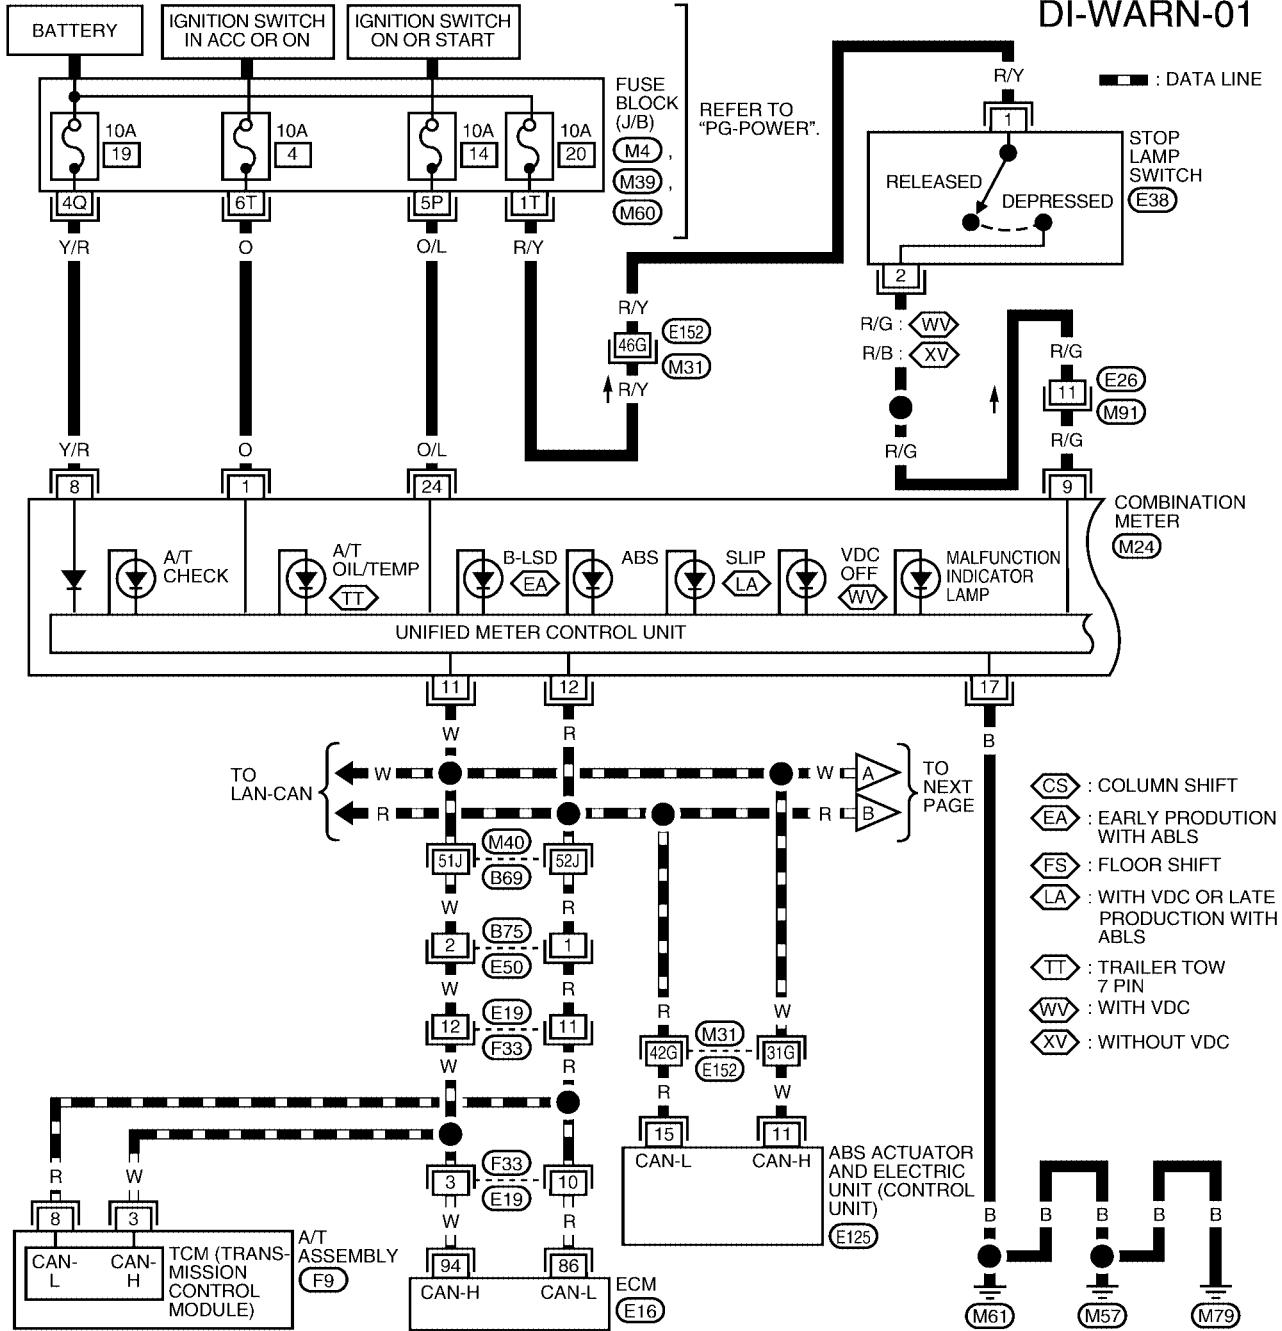 DI-WARN-01
BATTERY
IGNITION SWITCH
IN ACC OR ON
IGNITION SWITCH
ON OR START
: DATA LINE
10A
19
10A
4
10A
14
10A
20
FUSE
BLOCK
(J/B)
M4 ,
M39 ,
M60
REFER TO
“PG-POWER”.
4Q
6T
5P
1T
Y/R
O
O/L
R/Y
R/Y
1
STOP
LAMP
SWITCH
E38
RELEASED
DEPRESSED
2
R/Y
46G
E152
M31
R/Y
R/G : WV
R/B : XV
R/G
R/G
11
E26
M91
R/G
Y/R
O
O/L
8
1
24
9
COMBINATION
METER
M24
A/T
CHECK
A/T
OIL/TEMP
TT
B-LSD
EA
ABS
SLIP
LA
VDC
OFF
WV
MALFUNCTION
INDICATOR
LAMP
UNIFIED METER CONTROL UNIT
11
12
17
W
R
B
TO
LAN-CAN
W
W
A
R
R
B
TO
NEXT
PAGE
51J
M40
B69
52J
W
R
2
B75
E50
1
W
R
12
E19
F33
11
W
R
R
W
42G
M31
E152
31G
R
W
15
11
CAN-L
CAN-H
ABS ACTUATOR
AND ELECTRIC
UNIT (CONTROL
UNIT)
E125
CS : COLUMN SHIFT
EA : EARLY PRODUTION
WITH ABLS
FS : FLOOR SHIFT
LA : WITH VDC OR LATE
PRODUCTION WITH
ABLS
TT : TRAILER TOW
7 PIN
WV : WITH VDC
XV : WITHOUT VDC
R
W
3
F33
E19
10
8
3
W
R
CAN-
L
CAN-
H
TCM (TRANS-
MISSION
CONTROL
MODULE)
A/T
ASSEMBLY
F9
94
86
CAN-H
CAN-L
ECM
E16
B
B
B
B
B
M61
M57
M79